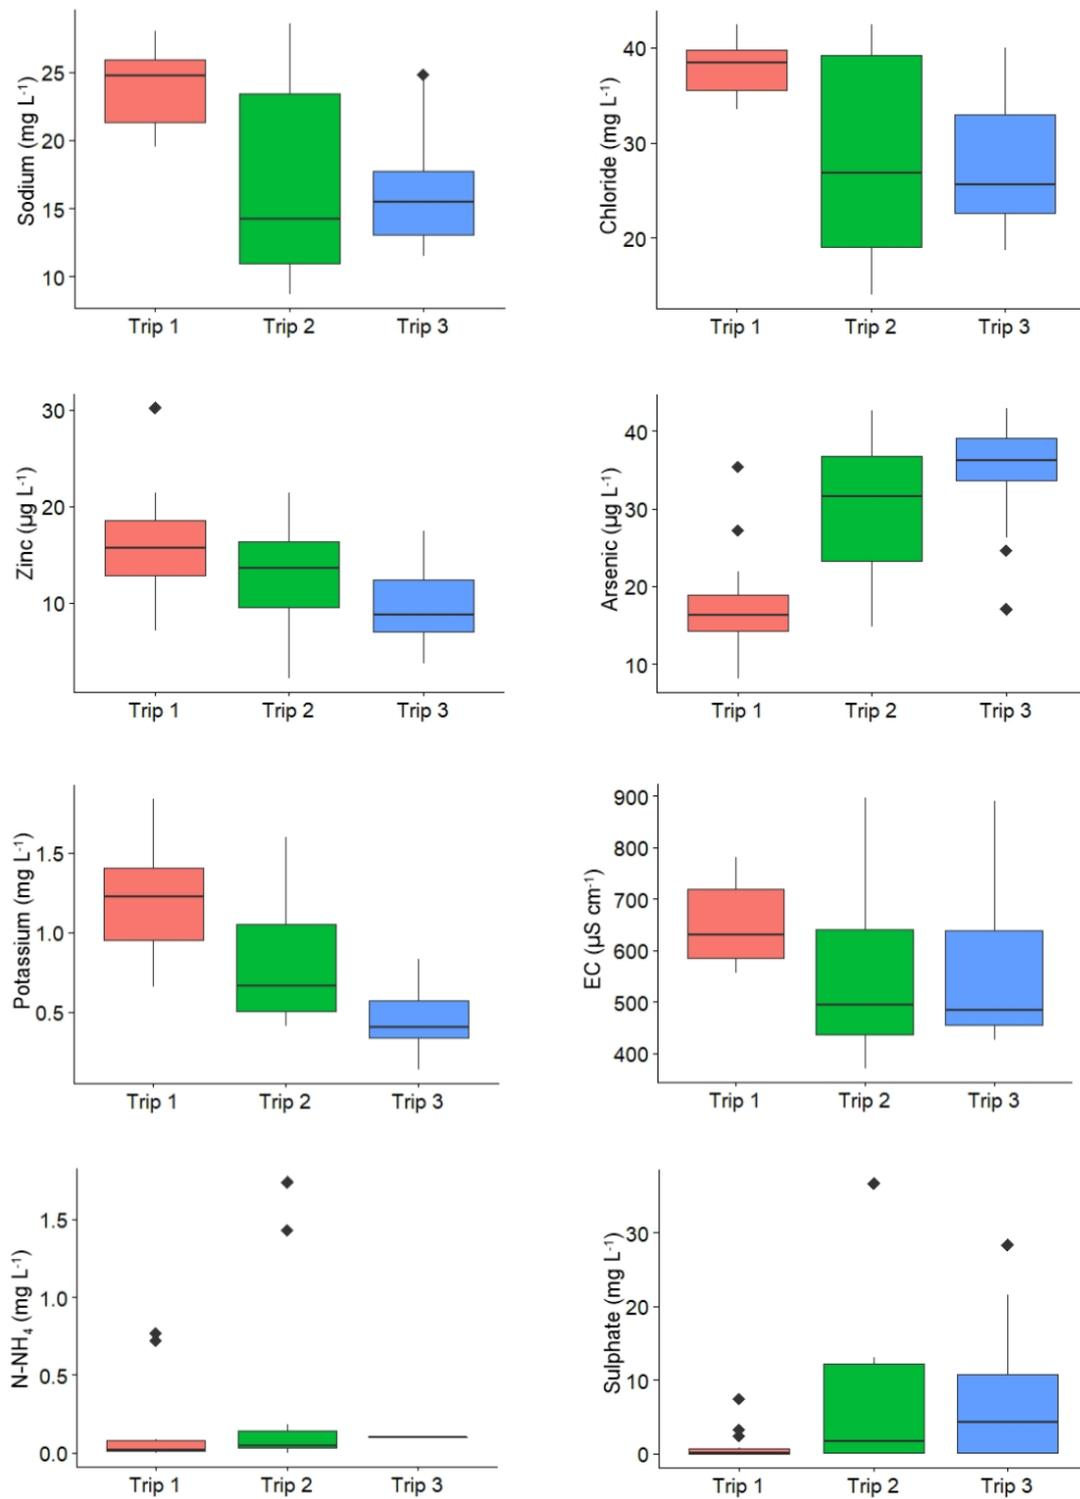 Sodium (mg L⁻¹)
25
20
15
10
Trip 1 Trip 2 Trip 3
Chloride (mg L⁻¹)
40
30
20
Trip 1 Trip 2 Trip 3
Zinc (µg L⁻¹)
30
20
10
Trip 1 Trip 2 Trip 3
Arsenic (µg L⁻¹)
40
30
20
10
Trip 1 Trip 2 Trip 3
Potassium (mg L⁻¹)
1.5
1.0
0.5
Trip 1 Trip 2 Trip 3
EC (µS cm⁻¹)
900
800
700
600
500
400
Trip 1 Trip 2 Trip 3
N-NH₄ (mg L⁻¹)
1.5
1.0
0.5
0.0
Trip 1 Trip 2 Trip 3
Sulphate (mg L⁻¹)
30
20
10
0
Trip 1 Trip 2 Trip 3